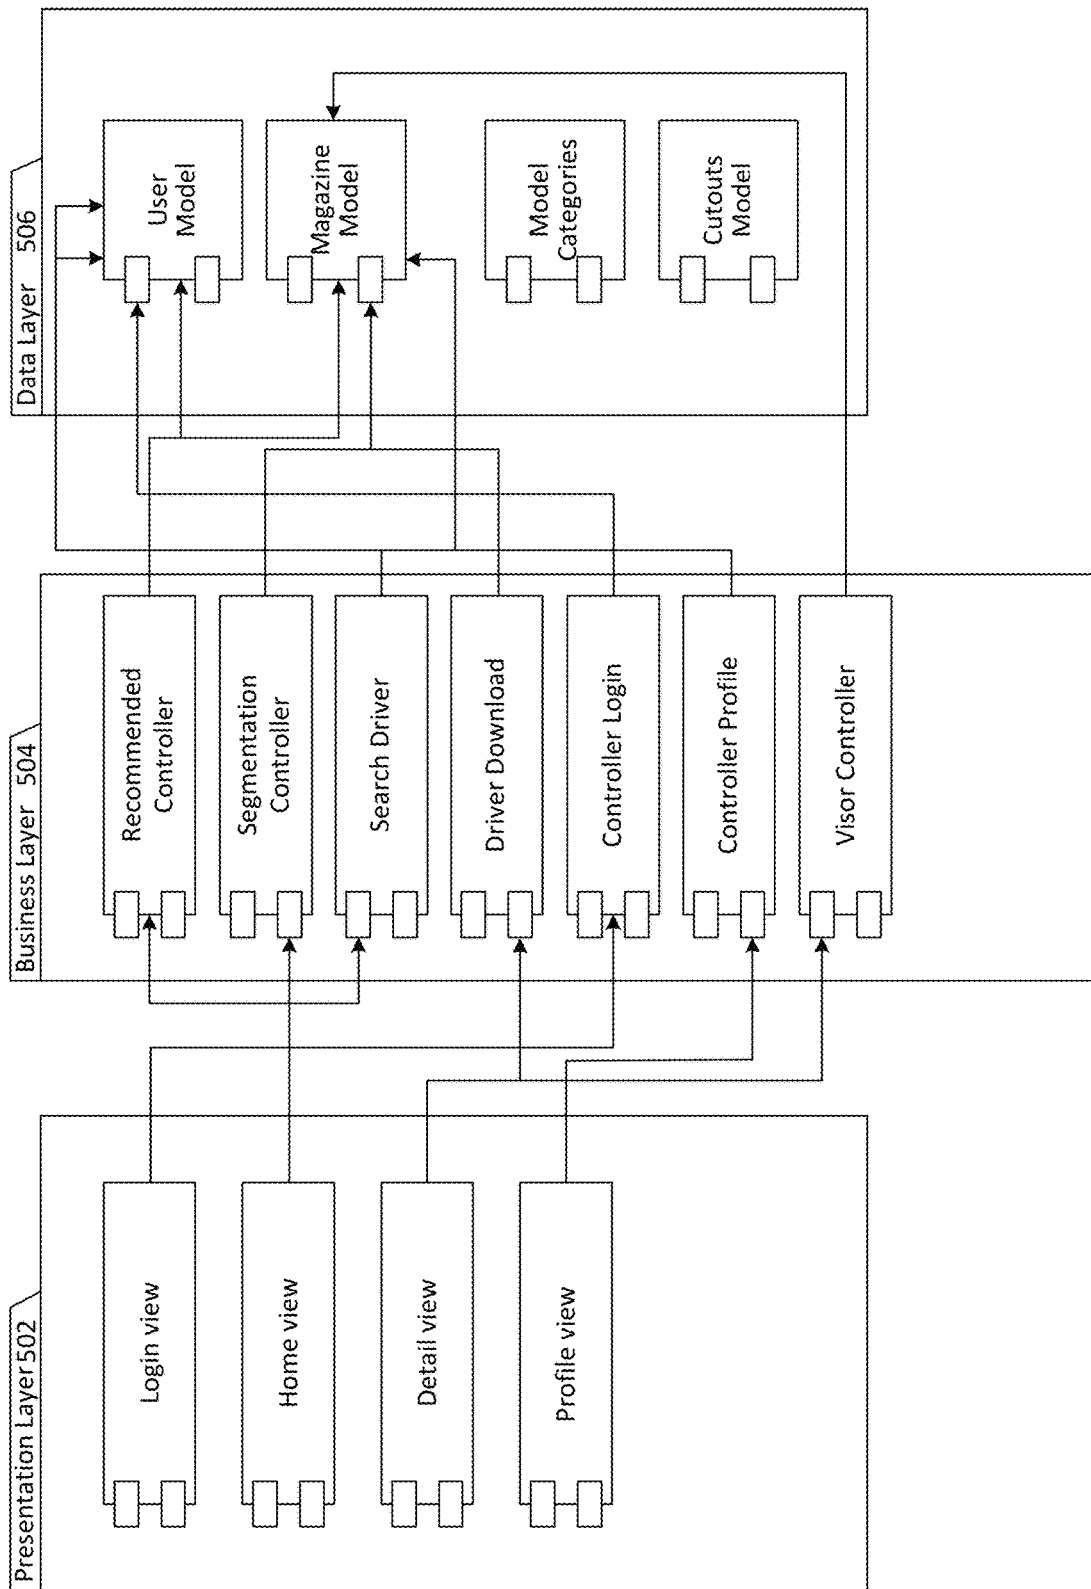 Presentation Layer 502
Login view
Home view
Detail view
Profile view
Business Layer 504
Recommended
Controller
Segmentation
Controller
Search Driver
Driver Download
Controller Login
Controller Profile
Visor Controller
Data Layer 506
User
Model
Magazine
Model
Model
Categories
Cutouts
Model